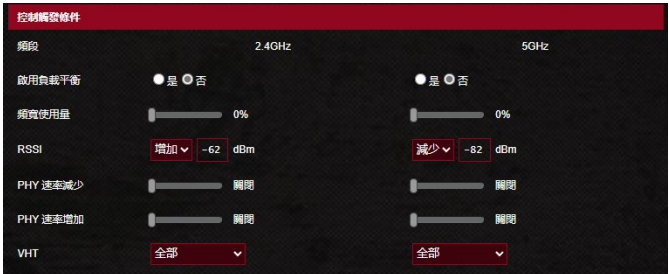 控制觸發條件
頻段 2.4GHz 5GHz
啟用負載平衡 是 否 是 否
頻寬使用量 0% 0%
RSSI 增加 -62 dBm 減少 -82 dBm
PHY 速率減少 關閉 關閉
PHY 速率增加 關閉 關閉
VHT 全部 全部